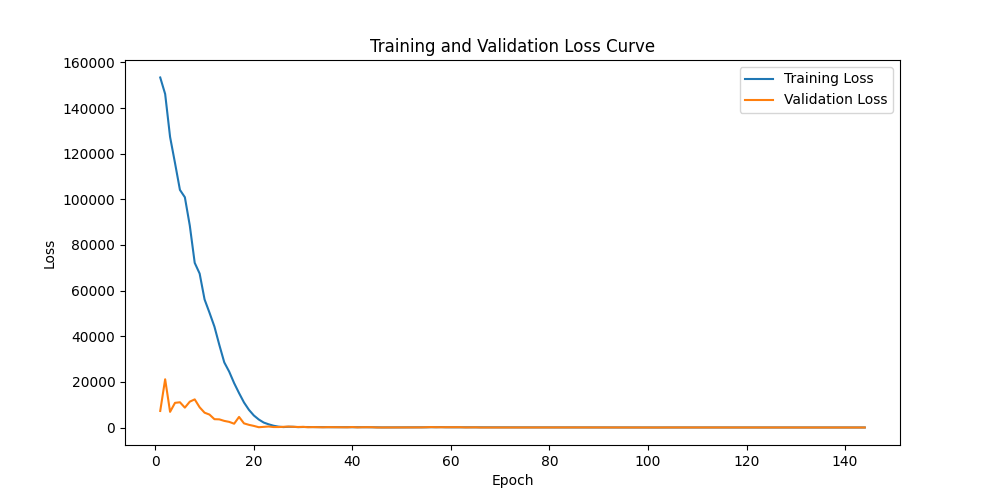 Training and Validation Loss Curve
160000
140000
120000
100000
80000
60000
40000
20000
0
Loss
Training Loss
Validation Loss
0 20 40 60 80 100 120 140
Epoch